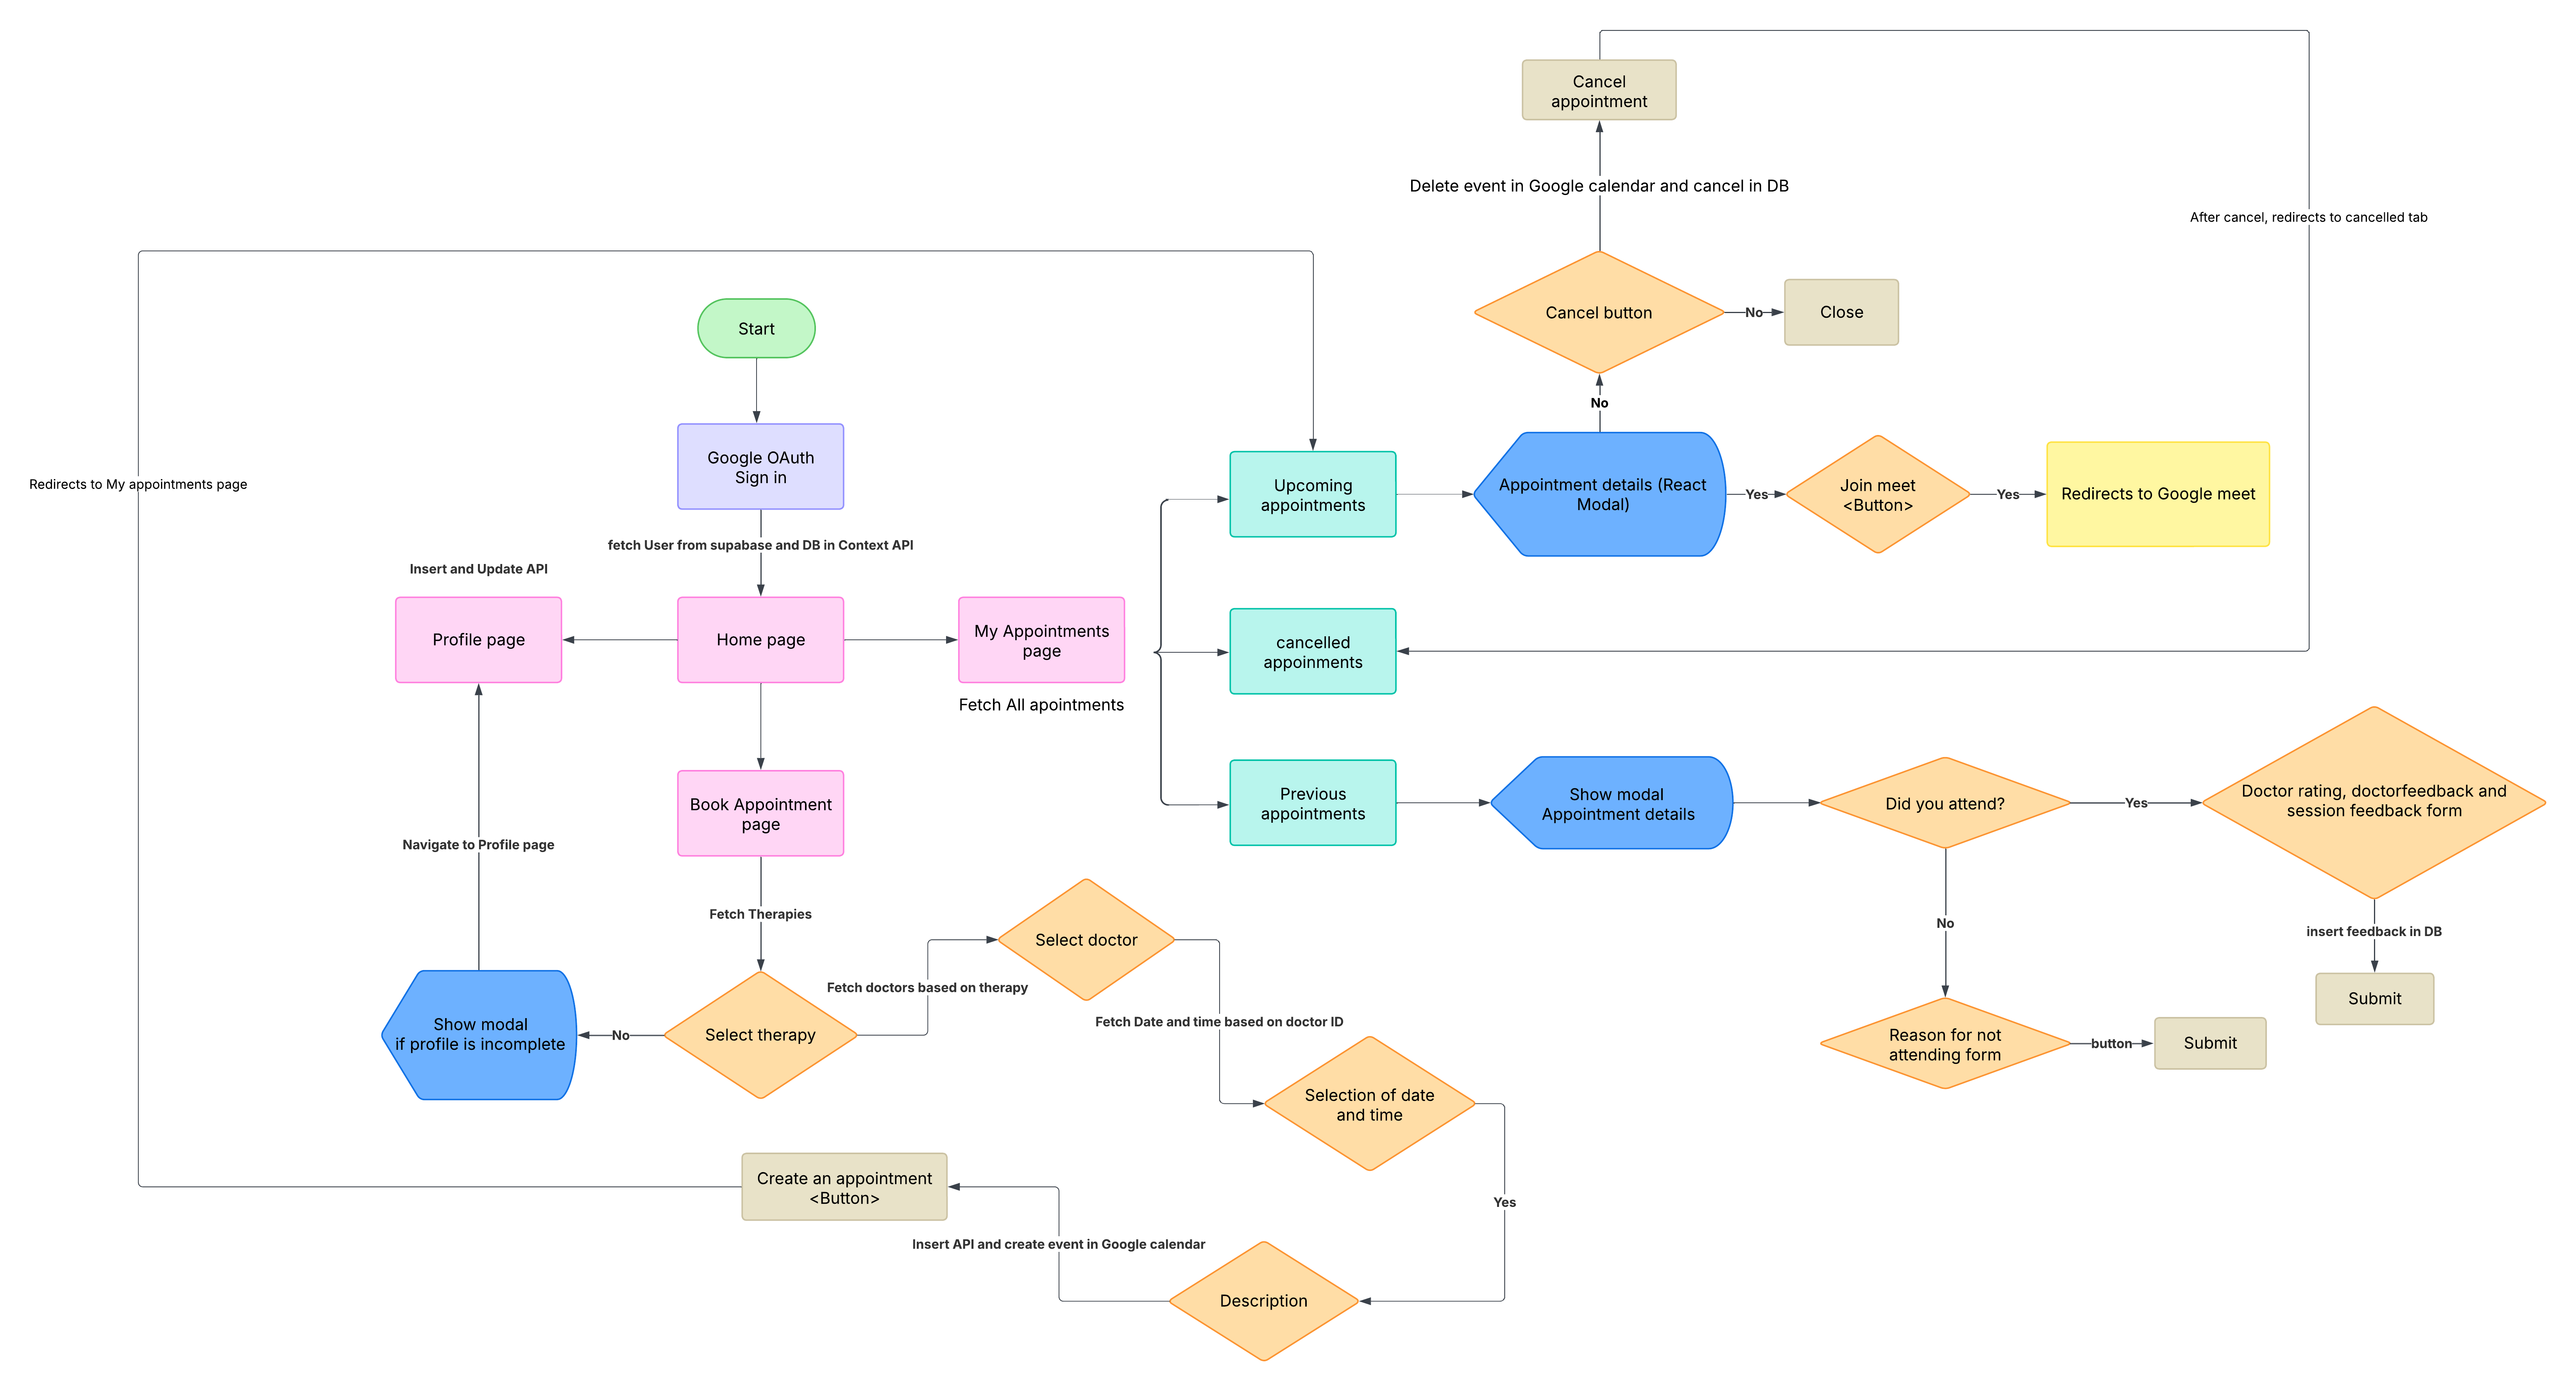 Cancel
appointment
Delete event in Google calendar and cancel in DB
After cancel, redirects to cancelled tab
Cancel button
No
Close
No
Start
Google OAuth
Sign in
Redirects to My appointments page
Upcoming
appointments
Appointment details (React
Modal)
Yes
Join meet
<Button>
Yes
Redirects to Google meet
fetch User from supabase and DB in Context API
Insert and Update API
Profile page
Home page
My Appointments
page
Fetch All apointments
cancelled
appoinments
Book Appointment
page
Previous
appointments
Show modal
Appointment details
Did you attend?
Yes
Doctor rating, doctorfeedback and
session feedback form
Navigate to Profile page
Fetch Therapies
No
insert feedback in DB
Submit
Select doctor
Fetch doctors based on therapy
Fetch Date and time based on doctor ID
Show modal
if profile is incomplete
No
Select therapy
Reason for not
attending form
button
Submit
Selection of date
and time
Yes
Create an appointment
<Button>
Insert API and create event in Google calendar
Description